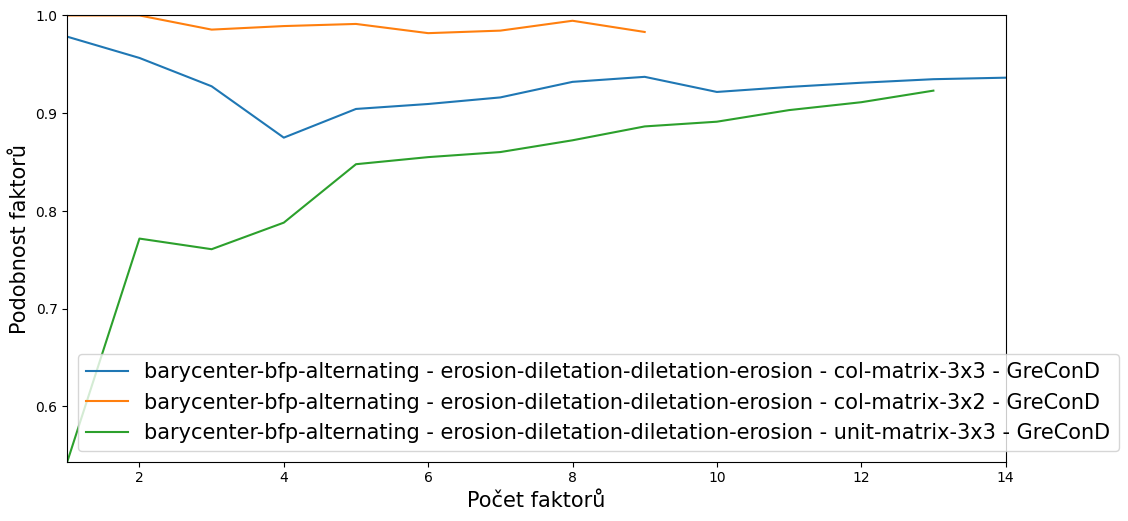 1.0
0.9
0.8
0.7
0.6
Podobnost faktorů
barycenter-bfp-alternating - erosion-diletation-diletation-erosion - col-matrix-3x3 - GreConD
barycenter-bfp-alternating - erosion-diletation-diletation-erosion - col-matrix-3x2 - GreConD
barycenter-bfp-alternating - erosion-diletation-diletation-erosion - unit-matrix-3x3 - GreConD
2 4 6 8 10 12 14
Počet faktorů